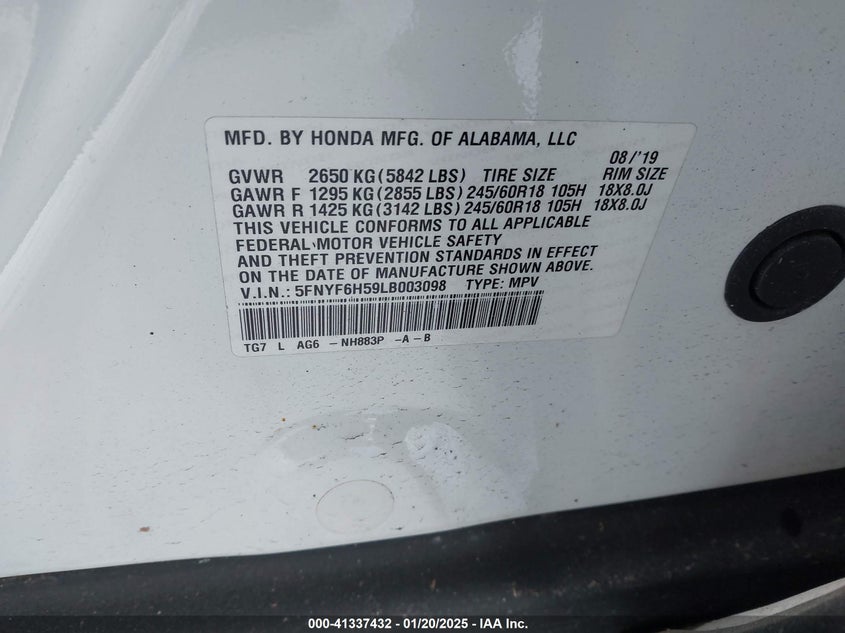 MFD. BY HONDA MFG. OF ALABAMA, LLC
08/'19
GVWR 2650 KG(5842 LBS) TIRE SIZE RIM SIZE
GAWR F 1295 KG(2855 LBS) 245/60R18 105H 18X8.0J
GAWR R 1425 KG(3142 LBS) 245/60R18 105H 18X8.0J
THIS VEHICLE CONFORMS TO ALL APPLICABLE
FEDERAL MOTOR VEHICLE SAFETY
AND THEFT PREVENTION STANDARDS IN EFFECT
ON THE DATE OF MANUFACTURE SHOWN ABOVE.
V.I.N.: 5FNYF6H59LB003098 TYPE: MPV
TG7 L AG6 -NH883P -A-B
000-41337432 - 01/20/2025 - IAA Inc.